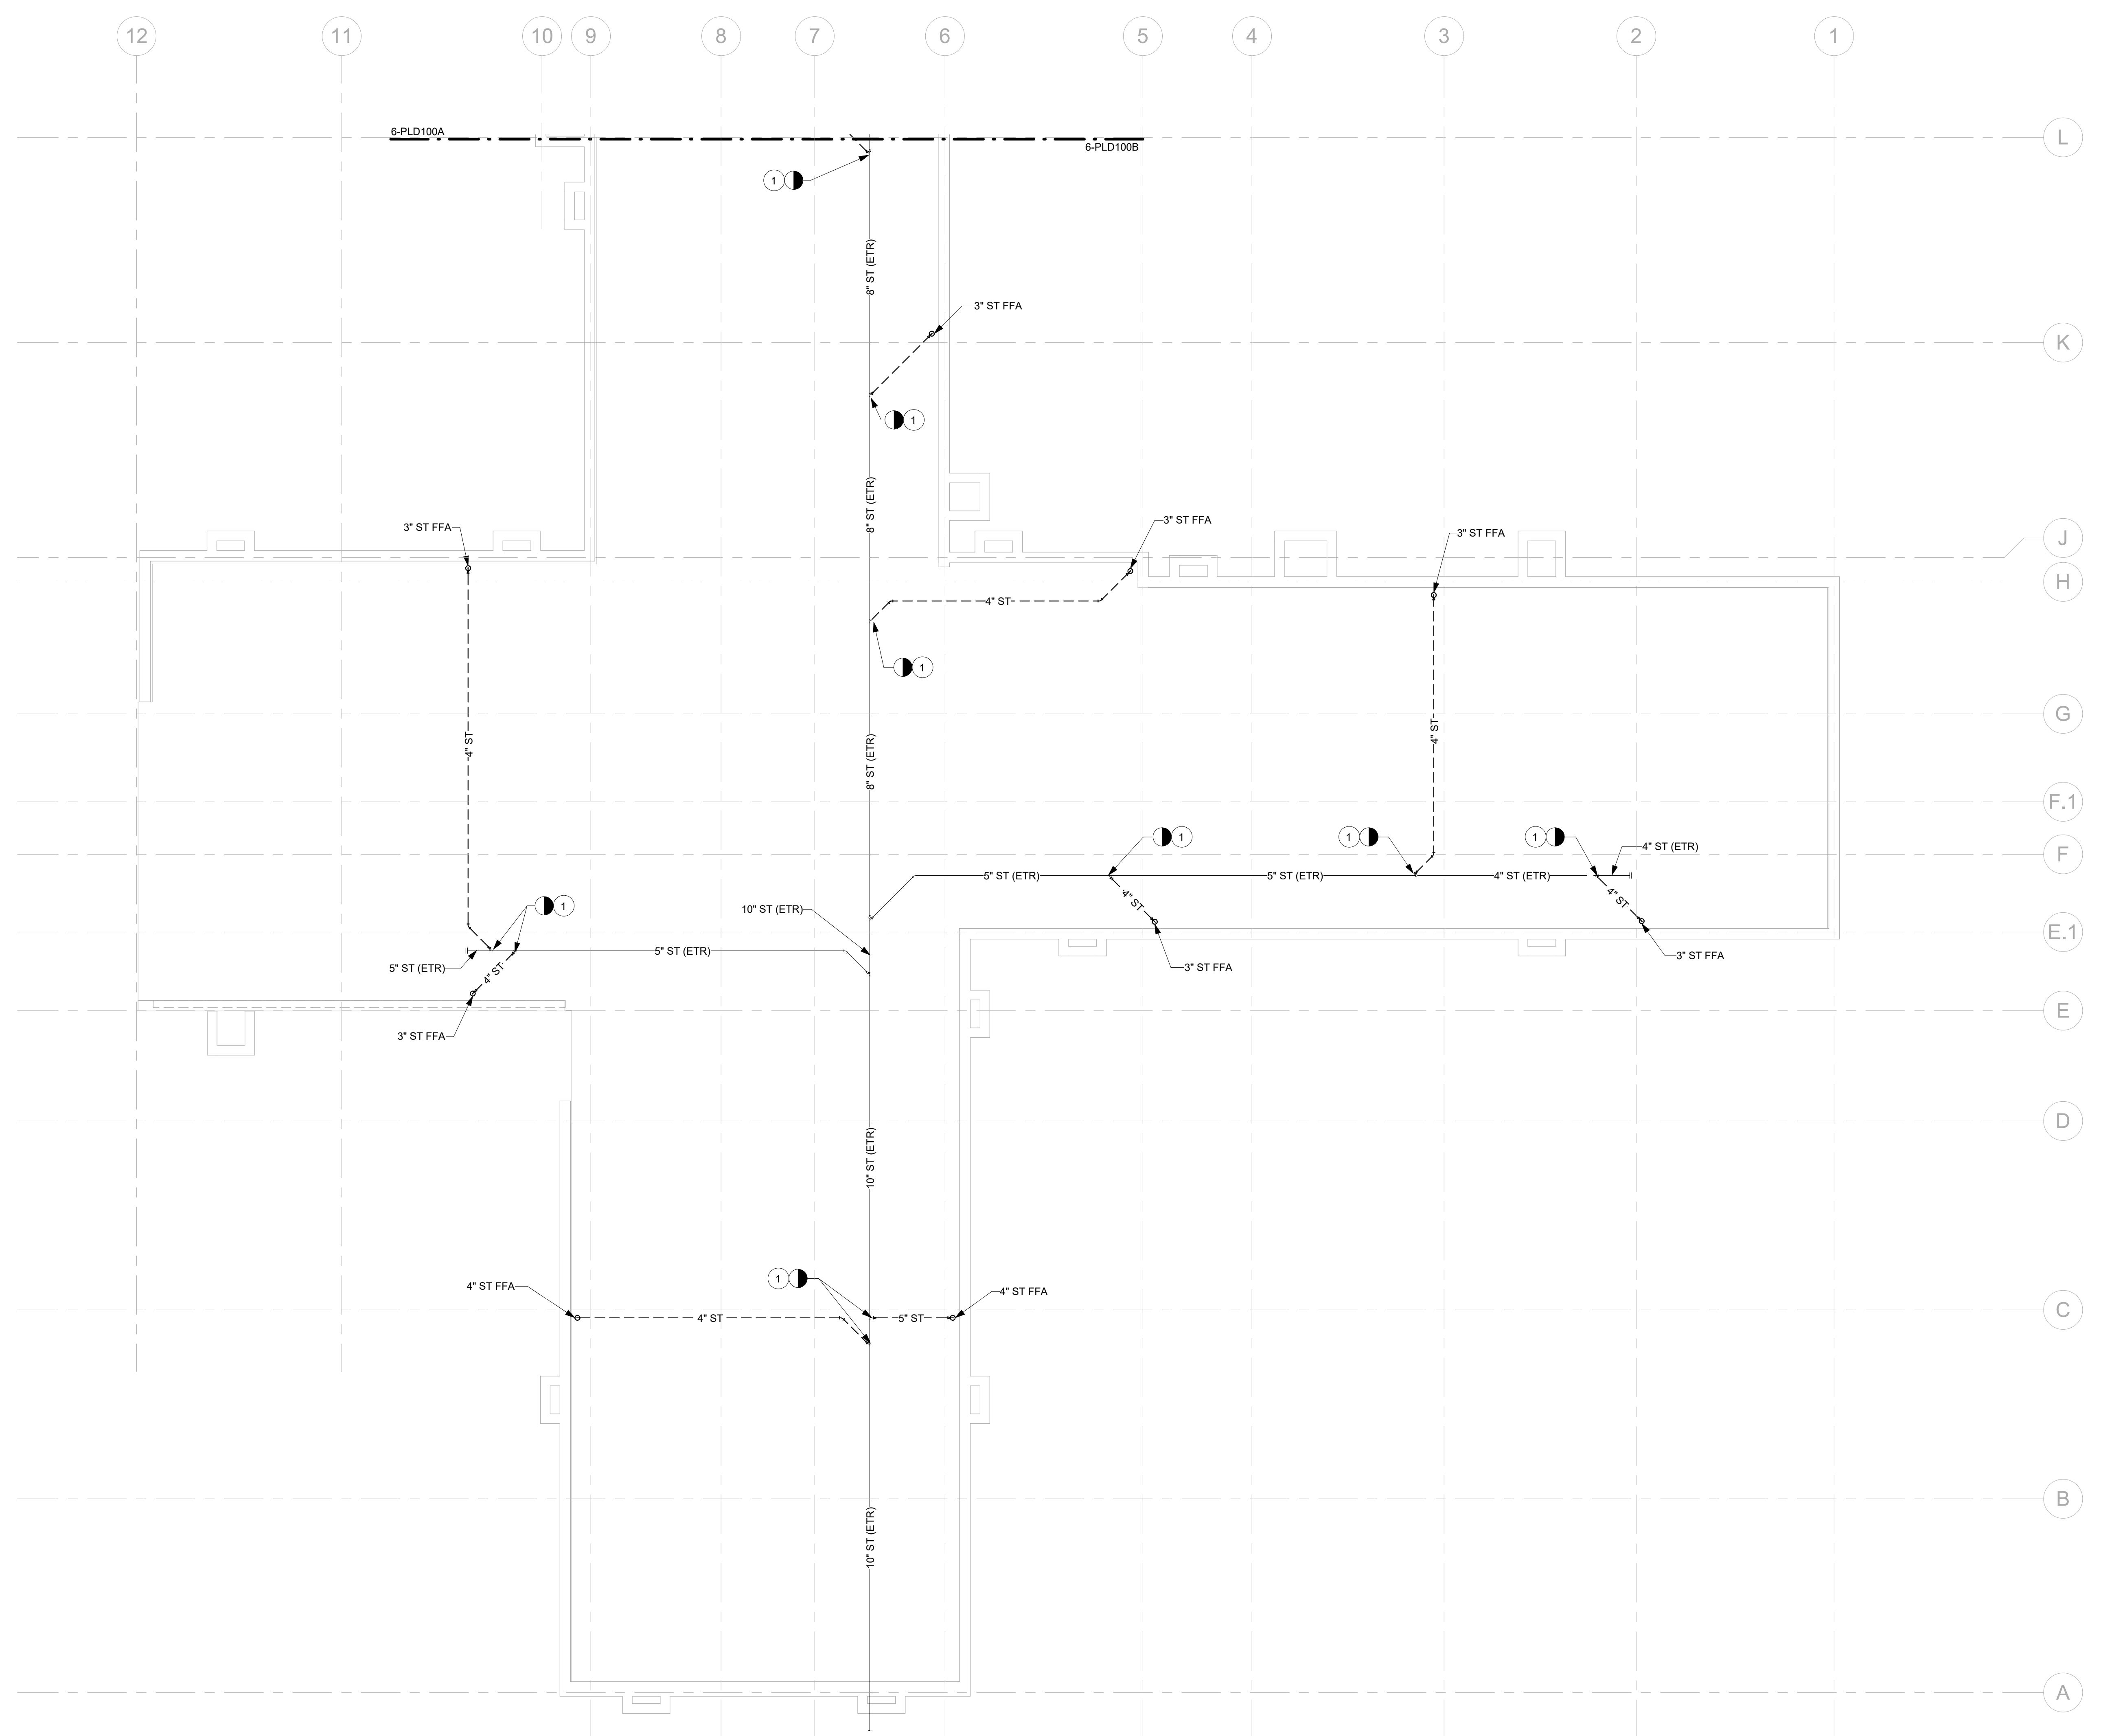 12
11
10
9
8
7
6
5
4
3
2
1
6-PLD100A
L
6-PLD100B
1
8" ST (ETR)
3" ST FFA
K
1
8" ST (ETR)
3" ST FFA
3" ST FFA
3" ST FFA
J
H
4" ST
1
G
4" ST
4" ST
8" ST (ETR)
F.1
1
1
1
4" ST (ETR)
F
5" ST (ETR)
5" ST (ETR)
4" ST (ETR)
4" ST
4" ST
1
10" ST (ETR)
E.1
5" ST (ETR)
5" ST (ETR)
4" ST
3" ST FFA
3" ST FFA
E
3" ST FFA
D
10" ST (ETR)
1
4" ST FFA
4" ST FFA
C
4" ST
5" ST
B
10" ST (ETR)
A